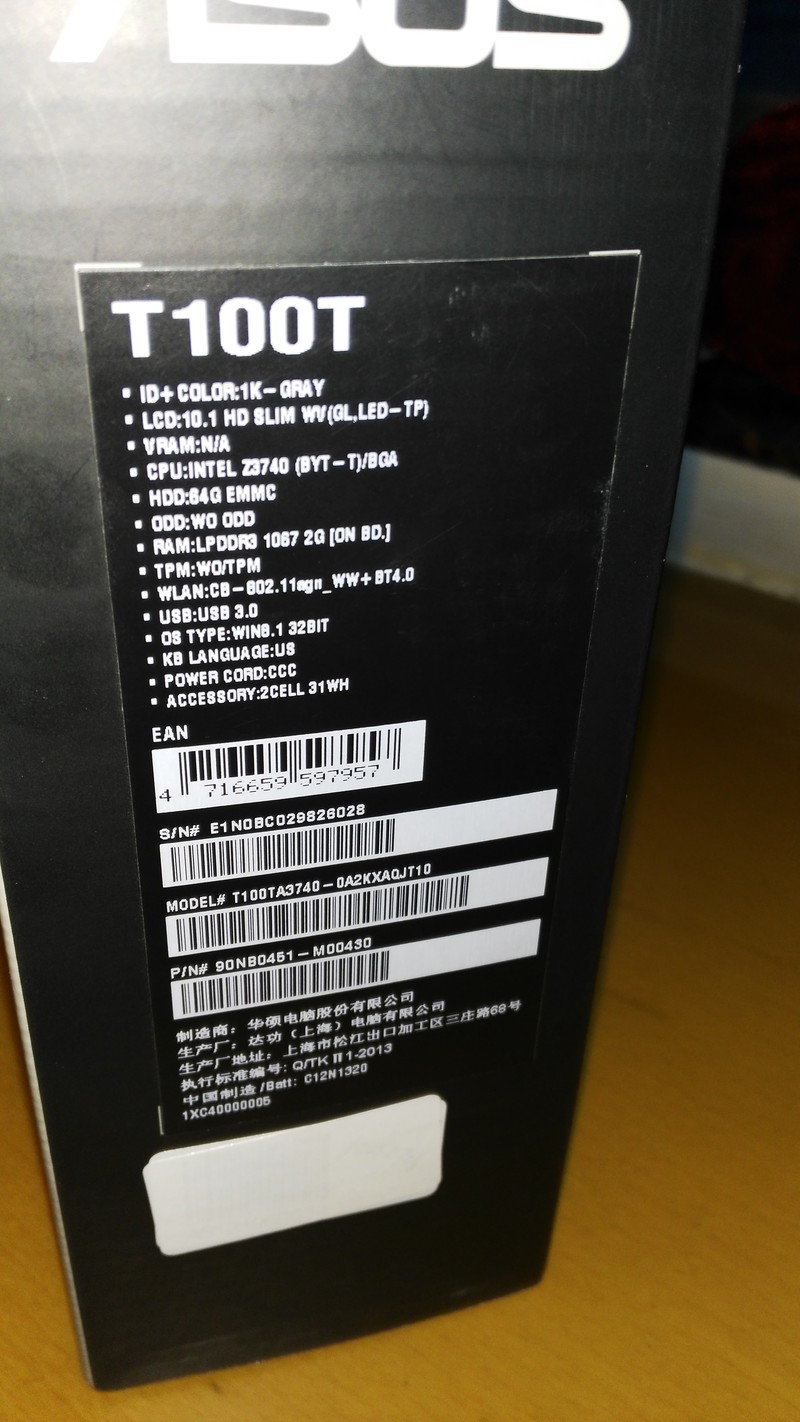 ASUS
T100T
• ID+COLOR:1K-GRAY
• LCD:10.1 HD SLIM WV(GL,LED-TP)
• VRAM:N/A
• CPU:INTEL Z3740 (BYT-T)/BGA
• HDD:64G EMMC
• ODD:WO ODD
• RAM:LPDDR3 1067 2G [ON BD.]
• TPM:WO/TPM
• WLAN:CB-802.11agn_WW+BT4.0
• USB:USB 3.0
• OS TYPE:WIN8.1 32BIT
• KB LANGUAGE:US
• POWER CORD:CCC
• ACCESSORY:2CELL 31WH
EAN
4 716659 597957
S/N# E1N0BC029826028
MODEL# T100TA3740-0A2KXAQJT10
P/N# 90NB0451-M00430
制造商: 华硕电脑股份有限公司
生产厂: 达功(上海)电脑有限公司
生产厂地址: 上海市松江出口加工区三庄路68号
执行标准编号: Q/TK Π 1-2013
中国制造/Batt: C12N1320
1XC40000005